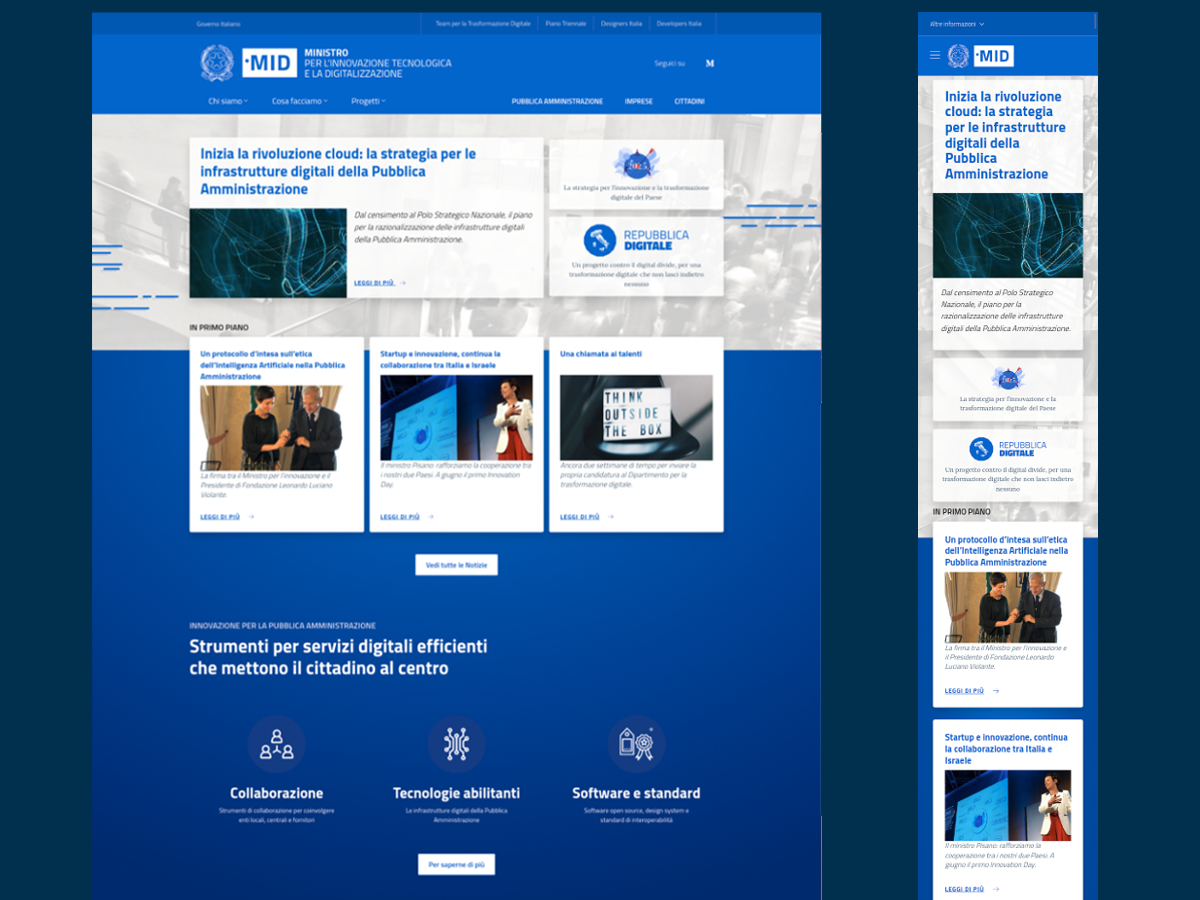 Governo Italiano
Team per la Trasformazione Digitale
Piano Triennale
Designers Italia
Developers Italia
MID
MINISTRO
PER L'INNOVAZIONE TECNOLOGICA
E LA DIGITALIZZAZIONE
Seguici su
M
Chi siamo
Cosa facciamo
Progetti
PUBBLICA AMMINISTRAZIONE
IMPRESE
CITTADINI
Inizia la rivoluzione cloud: la strategia per le
infrastrutture digitali della Pubblica
Amministrazione
Dal censimento al Polo Strategico Nazionale, il piano
per la razionalizzazione delle infrastrutture digitali
della Pubblica Amministrazione.
LEGGI DI PIÙ
La strategia per l'innovazione e la trasformazione
digitale del Paese
REPUBBLICA
DIGITALE
Un progetto contro il digital divide, per una
trasformazione digitale che non lasci indietro
nessuno
IN PRIMO PIANO
Un protocollo d'intesa sull'etica
dell'Intelligenza Artificiale nella Pubblica
Amministrazione
La firma tra il Ministro per l'innovazione e il
Presidente di Fondazione Leonardo Luciano
Violante.
LEGGI DI PIÙ
Startup e innovazione, continua la
collaborazione tra Italia e Israele
Il ministro Pisano: rafforziamo la cooperazione tra
i nostri due Paesi. A giugno il primo Innovation
Day.
LEGGI DI PIÙ
Una chiamata ai talenti
THINK
OUTSIDE
THE BOX
Ancora due settimane di tempo per inviare la
propria candidatura al Dipartimento per la
trasformazione digitale.
LEGGI DI PIÙ
Vedi tutte le Notizie
INNOVAZIONE PER LA PUBBLICA AMMINISTRAZIONE
Strumenti per servizi digitali efficienti
che mettono il cittadino al centro
Collaborazione
Strumenti di collaborazione per coinvolgere
enti locali, centrali e fornitori
Tecnologie abilitanti
Le infrastrutture digitali della Pubblica
Amministrazione
Software e standard
Software open source, design system e
standard di interoperabilità
Per saperne di più
Altre informazioni
MID
Inizia la rivoluzione
cloud: la strategia
per le infrastrutture
digitali della
Pubblica
Amministrazione
Dal censimento al Polo Strategico
Nazionale, il piano per la
razionalizzazione delle infrastrutture
digitali della Pubblica Amministrazione.
La strategia per l'innovazione e la
trasformazione digitale del Paese
REPUBBLICA
DIGITALE
Un progetto contro il digital divide, per una
trasformazione digitale che non lasci indietro
nessuno
IN PRIMO PIANO
Un protocollo d'intesa sull'etica
dell'Intelligenza Artificiale nella
Pubblica Amministrazione
La firma tra il Ministro per l'innovazione e
il Presidente di Fondazione Leonardo
Luciano Violante.
LEGGI DI PIÙ
Startup e innovazione, continua
la collaborazione tra Italia e
Israele
Il ministro Pisano: rafforziamo la
cooperazione tra i nostri due Paesi. A
giugno il primo Innovation Day.
LEGGI DI PIÙ